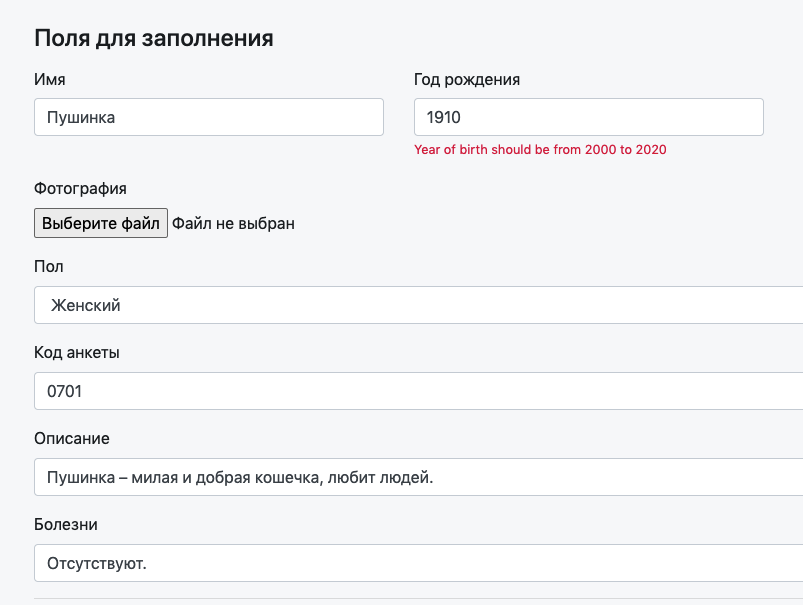 Поля для заполнения
Имя
Год рождения
Пушинка
1910
Year of birth should be from 2000 to 2020
Фотография
Выберите файл Файл не выбран
Пол
Женский
Код анкеты
0701
Описание
Пушинка – милая и добрая кошечка, любит людей.
Болезни
Отсутствуют.